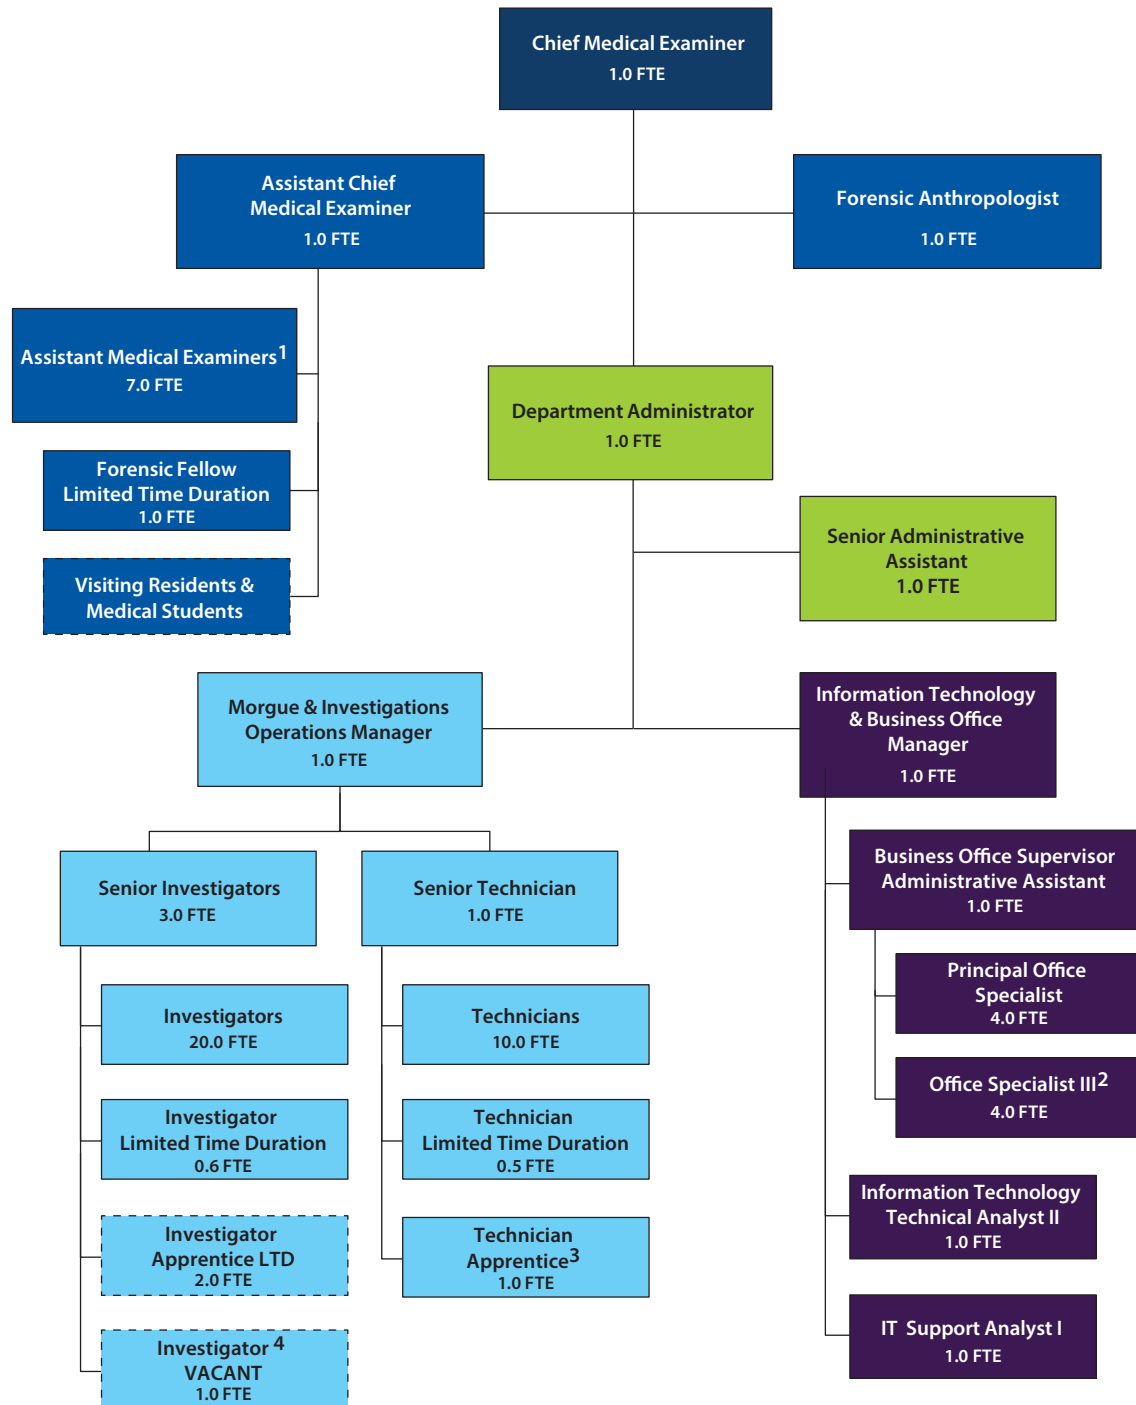 Chief Medical Examiner
1.0 FTE
Assistant Chief
Medical Examiner
1.0 FTE
Forensic Anthropologist
1.0 FTE
Assistant Medical Examiners1
7.0 FTE
Forensic Fellow
Limited Time Duration
1.0 FTE
Visiting Residents &
Medical Students
Department Administrator
1.0 FTE
Senior Administrative
Assistant
1.0 FTE
Morgue & Investigations
Operations Manager
1.0 FTE
Information Technology
& Business Office
Manager
1.0 FTE
Senior Investigators
3.0 FTE
Investigators
20.0 FTE
Investigator
Limited Time Duration
0.6 FTE
Investigator
Apprentice LTD
2.0 FTE
Investigator 4
VACANT
1.0 FTE
Senior Technician
1.0 FTE
Technicians
10.0 FTE
Technician
Limited Time Duration
0.5 FTE
Technician
Apprentice3
1.0 FTE
Business Office Supervisor
Administrative Assistant
1.0 FTE
Principal Office
Specialist
4.0 FTE
Office Specialist III2
4.0 FTE
Information Technology
Technical Analyst II
1.0 FTE
IT Support Analyst I
1.0 FTE